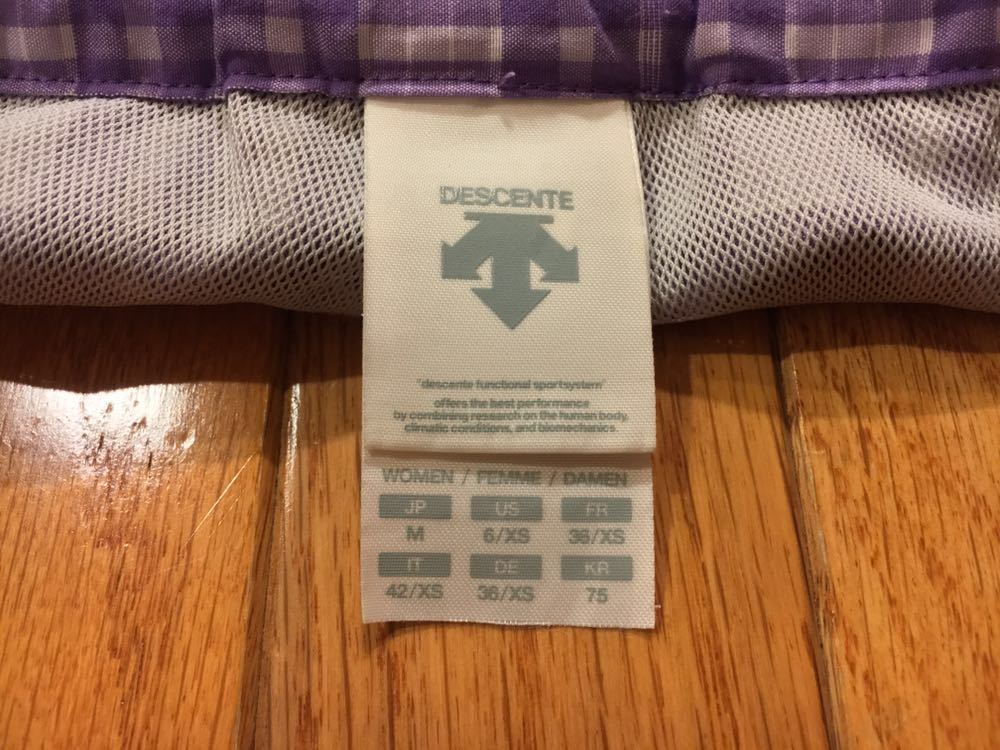 DESCENTE
"descente functional sportsystem"
offers the best performance
by combining research on the human body,
climatic conditions, and biomechanics.
WOMEN / FEMME / DAMEN
JP US FR
M 6/XS 36/XS
IT DE KR
42/XS 36/XS 75